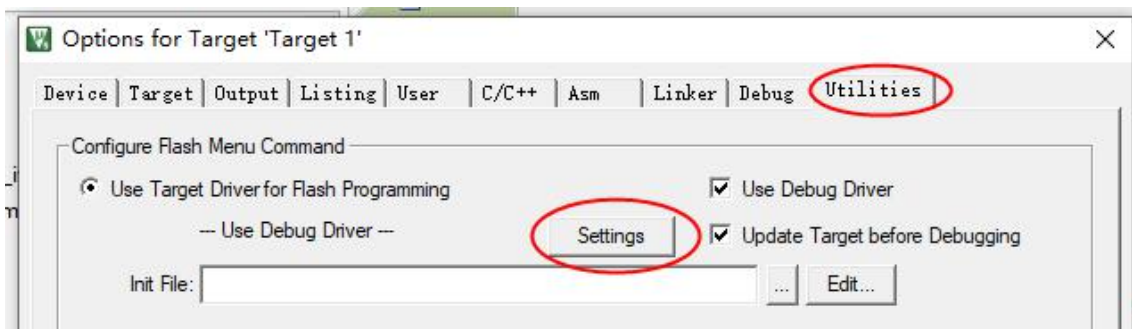 Options for Target 'Target 1'
Device Target Output Listing User C/C++ Asm Linker Debug Utilities
Configure Flash Menu Command
Use Target Driver for Flash Programming Use Debug Driver
--- Use Debug Driver --- Settings Update Target before Debugging
Init File: ... Edit...